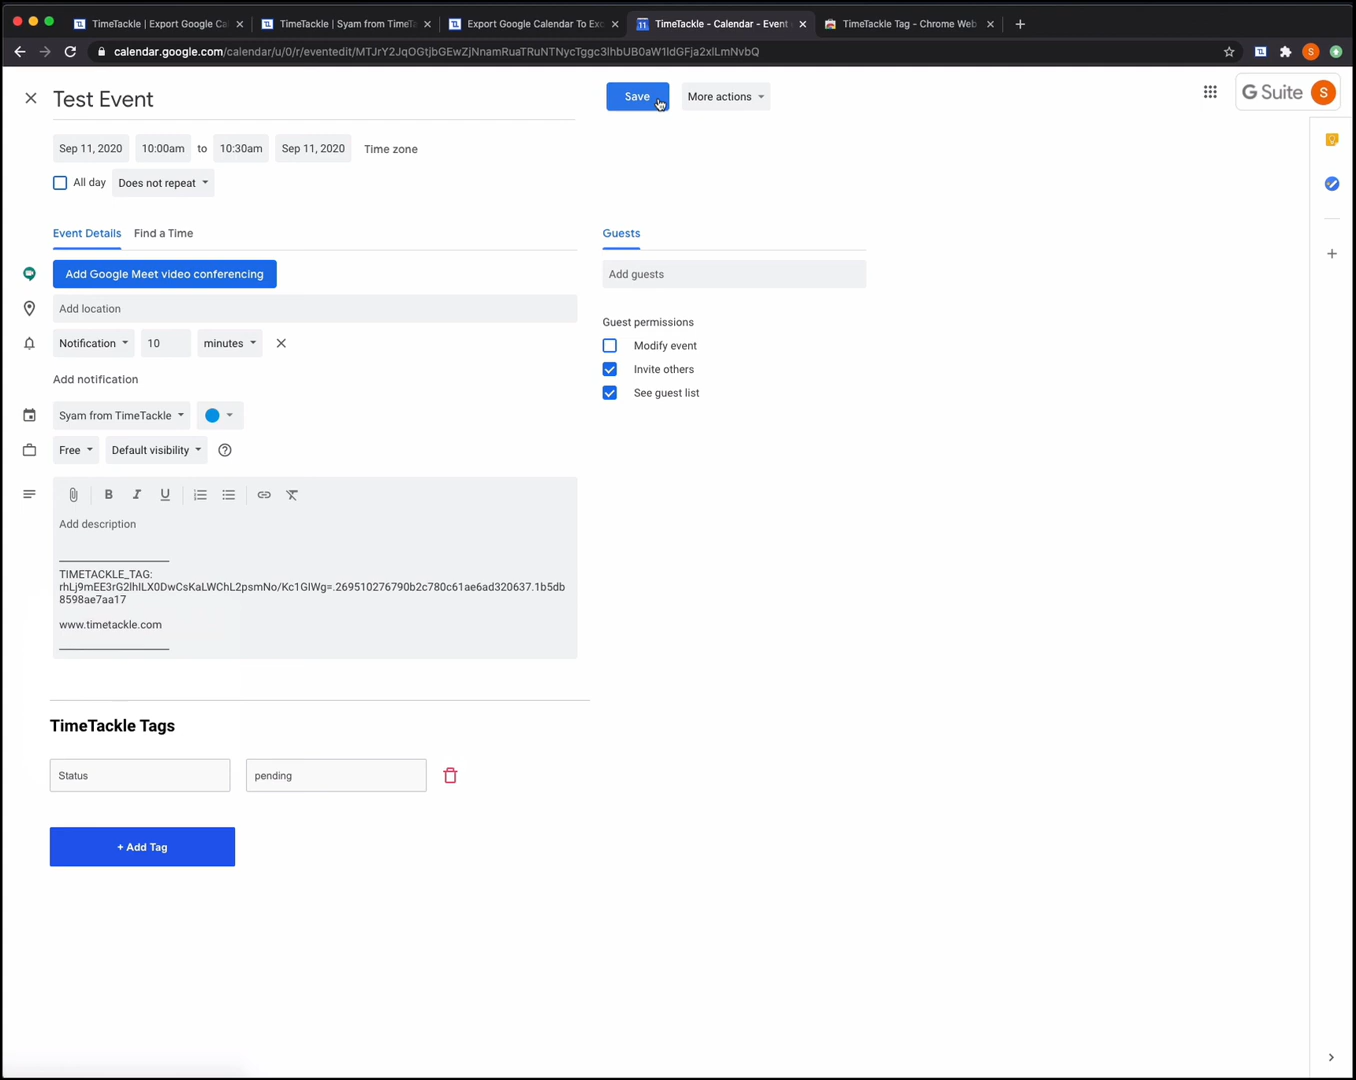 TimeTackle | Export Google Ca
TimeTackle | Syam from TimeTa
Export Google Calendar To Exc
TimeTackle - Calendar - Event
TimeTackle Tag - Chrome Web
calendar.google.com/calendar/u/0/r/eventedit/MTJrY2JqOGtjbGEwZjNnamRuaTRuNTNycTggc3lhbUB0aW1ldGFja2xlLmNvbQ
Test Event
Save
More actions
G Suite
S
Sep 11, 2020
10:00am
to
10:30am
Sep 11, 2020
Time zone
All day
Does not repeat
Event Details
Find a Time
Guests
Add Google Meet video conferencing
Add guests
Add location
Guest permissions
Notification
10
minutes
Modify event
Invite others
Add notification
See guest list
Syam from TimeTackle
Free
Default visibility
B
I
U
Add description
TIMETACKLE_TAG:
rhLj9mEE3rG2lhILX0DwCsKaLWChL2psmNo/Kc1GIWg=.269510276790b2c780c61ae6ad320637.1b5db
8598ae7aa17
www.timetackle.com
TimeTackle Tags
Status
pending
+ Add Tag